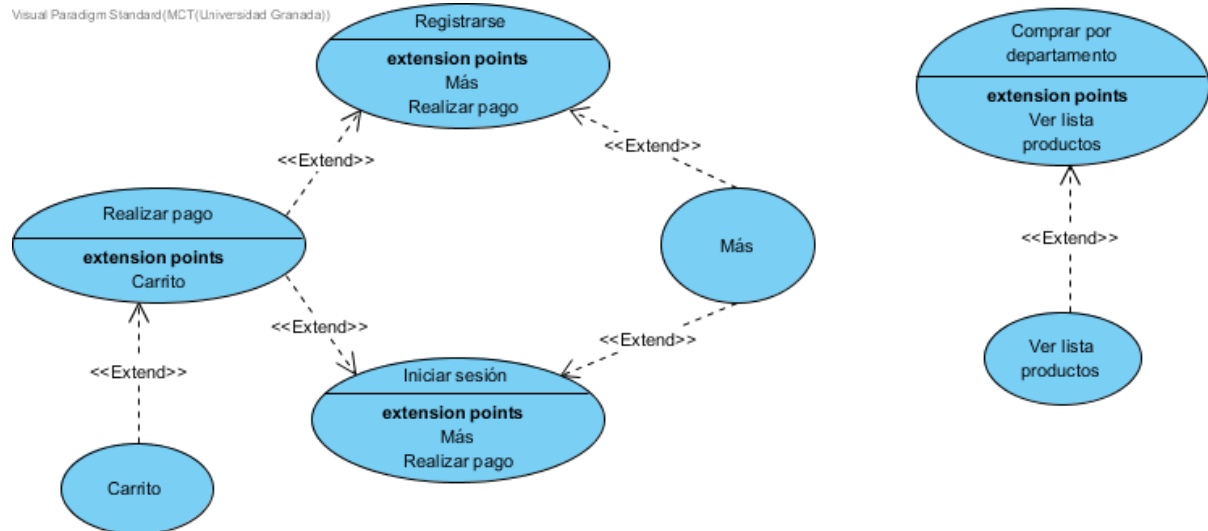 Visual Paradigm Standard(MCT(Universidad Granada))
Registrarse
extension points
Más
Realizar pago
Comprar por
departamento
extension points
Ver lista
productos
<<Extend>>
<<Extend>>
Realizar pago
extension points
Carrito
Más
<<Extend>>
<<Extend>>
<<Extend>>
<<Extend>>
Iniciar sesión
extension points
Más
Realizar pago
Ver lista
productos
Carrito